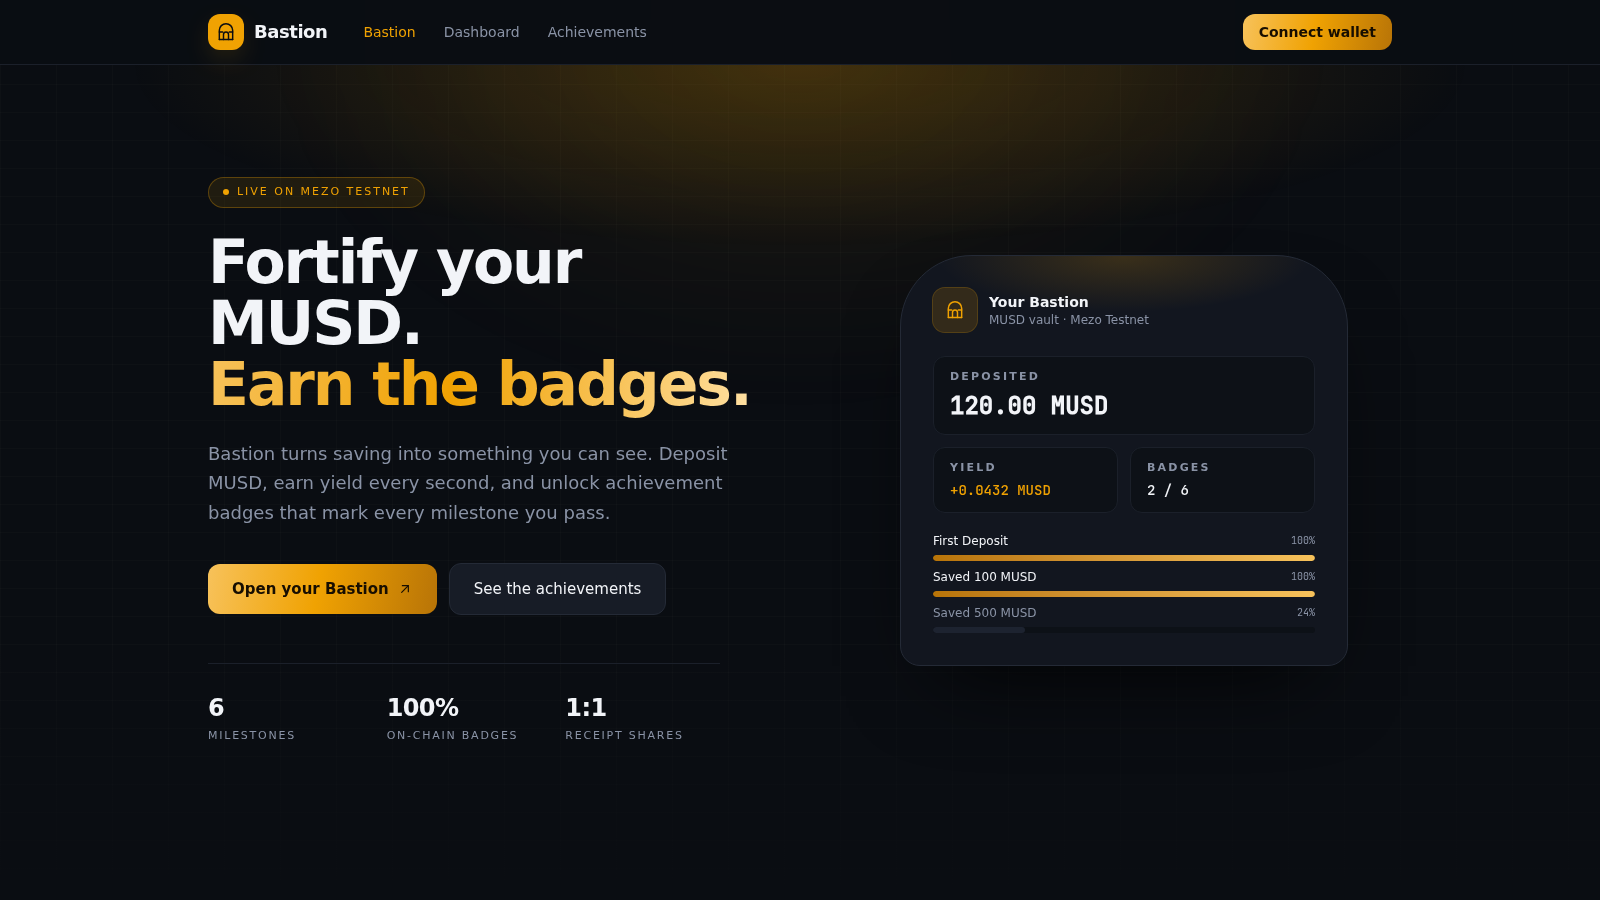 Bastion
Bastion
Dashboard
Achievements
Connect wallet
LIVE ON MEZO TESTNET
Fortify your
MUSD.
Earn the badges.
Bastion turns saving into something you can see. Deposit
MUSD, earn yield every second, and unlock achievement
badges that mark every milestone you pass.
Open your Bastion
See the achievements
6
MILESTONES
100%
ON-CHAIN BADGES
1:1
RECEIPT SHARES
Your Bastion
MUSD vault · Mezo Testnet
DEPOSITED
120.00 MUSD
YIELD
+0.0432 MUSD
BADGES
2 / 6
First Deposit 100%
Saved 100 MUSD 100%
Saved 500 MUSD 24%